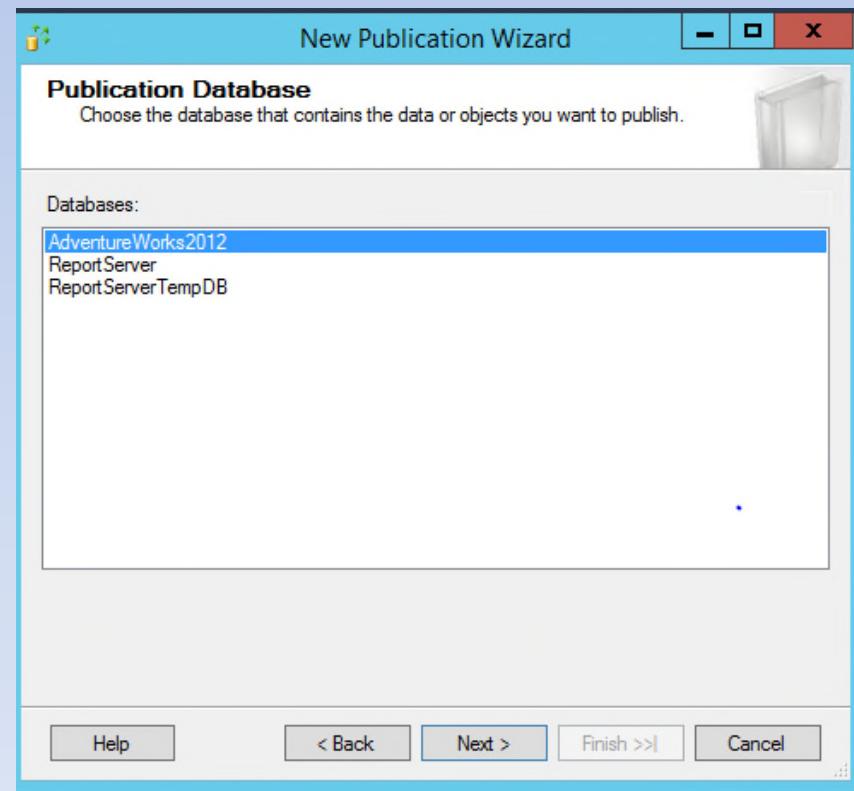 New Publication Wizard
Publication Database
Choose the database that contains the data or objects you want to publish.
Databases:
AdventureWorks2012
ReportServer
ReportServerTempDB
Help
< Back
Next >
Finish >>|
Cancel